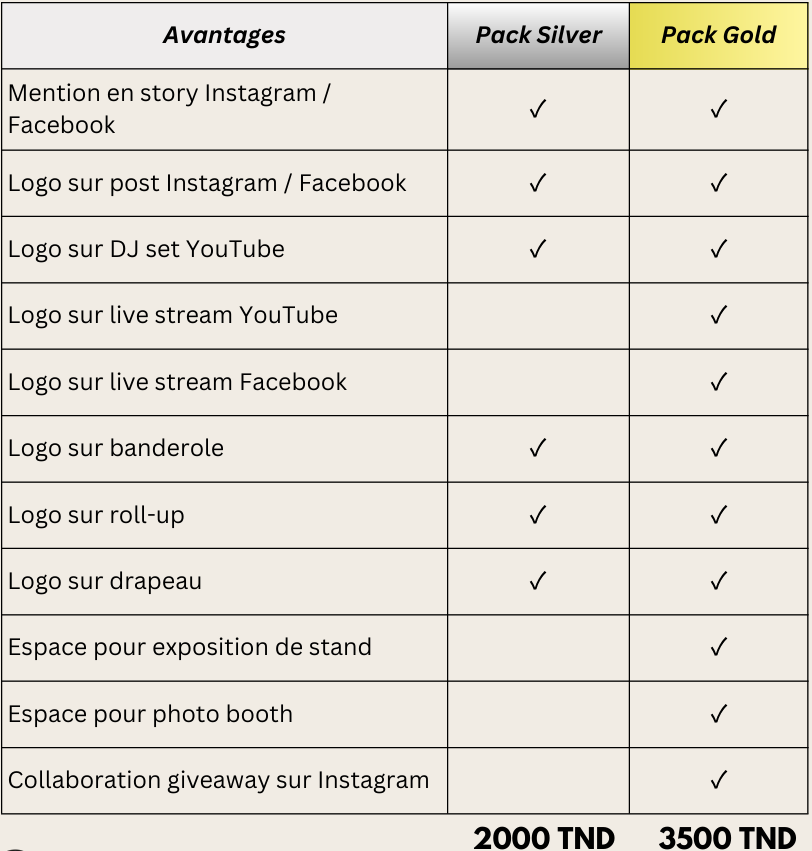 Avantages Pack Silver Pack Gold
Mention en story Instagram /
Facebook ✓ ✓
Logo sur post Instagram / Facebook ✓ ✓
Logo sur DJ set YouTube ✓ ✓
Logo sur live stream YouTube ✓
Logo sur live stream Facebook ✓
Logo sur banderole ✓ ✓
Logo sur roll-up ✓ ✓
Logo sur drapeau ✓ ✓
Espace pour exposition de stand ✓
Espace pour photo booth ✓
Collaboration giveaway sur Instagram ✓
2000 TND 3500 TND